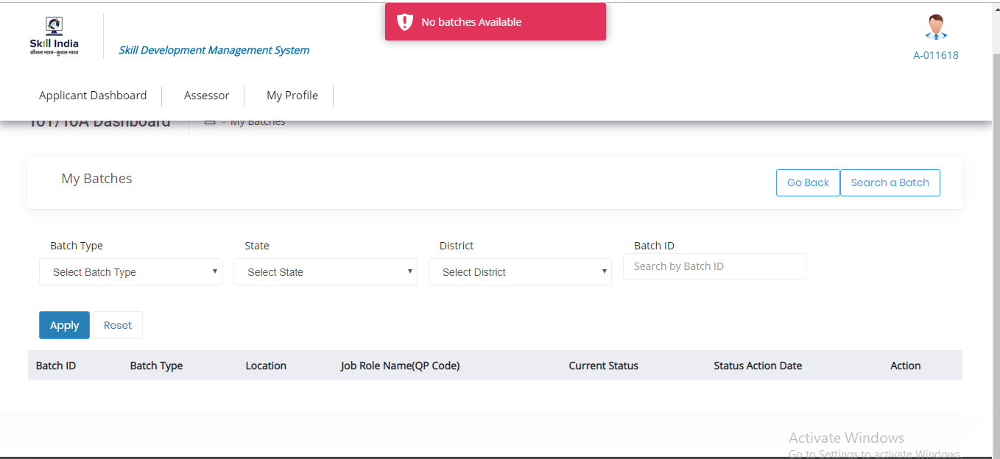 No batches Available
Skill India
कौशल भारत - कुशल भारत
Skill Development Management System
A-011618
Applicant Dashboard
Assessor
My Profile
ToT/ToA Dashboard
- My Batches
My Batches
Go Back
Search a Batch
Batch Type
State
District
Batch ID
Select Batch Type
Select State
Select District
Search by Batch ID
Apply
Reset
Batch ID
Batch Type
Location
Job Role Name(QP Code)
Current Status
Status Action Date
Action
Activate Windows
Go to Settings to activate Windows.